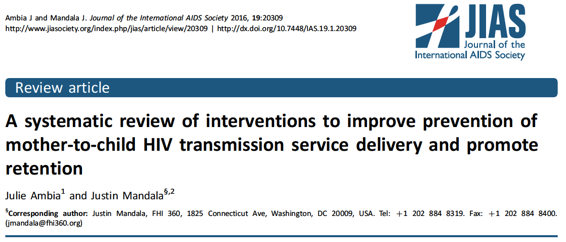 Ambia J and Mandala J. Journal of the International AIDS Society 2016, 19:20309
http://www.jiasociety.org/index.php/jias/article/view/20309 | http://dx.doi.org/10.7448/IAS.19.1.20309
JIAS
Journal of the
International AIDS Society
Review article
A systematic review of interventions to improve prevention of
mother-to-child HIV transmission service delivery and promote
retention
Julie Ambia1 and Justin Mandala§,2
§Corresponding author: Justin Mandala, FHI 360, 1825 Connecticut Ave, Washington, DC 20009, USA. Tel: +1 202 884 8319. Fax: +1 202 884 8400.
(jmandala@fhi360.org)